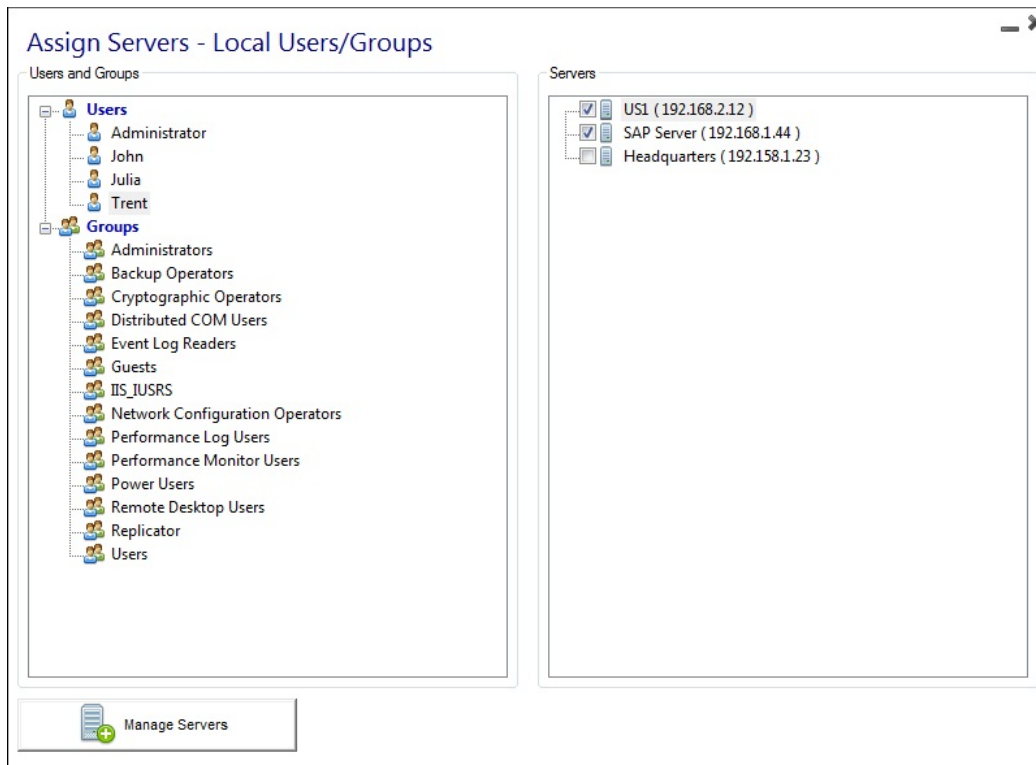 Assign Servers - Local Users/Groups
Users and Groups
Users
Administrator
John
Julia
Trent
Groups
Administrators
Backup Operators
Cryptographic Operators
Distributed COM Users
Event Log Readers
Guests
IIS_IUSRS
Network Configuration Operators
Performance Log Users
Performance Monitor Users
Power Users
Remote Desktop Users
Replicator
Users
Servers
US1 ( 192.168.2.12 )
SAP Server ( 192.168.1.44 )
Headquarters ( 192.158.1.23 )
Manage Servers